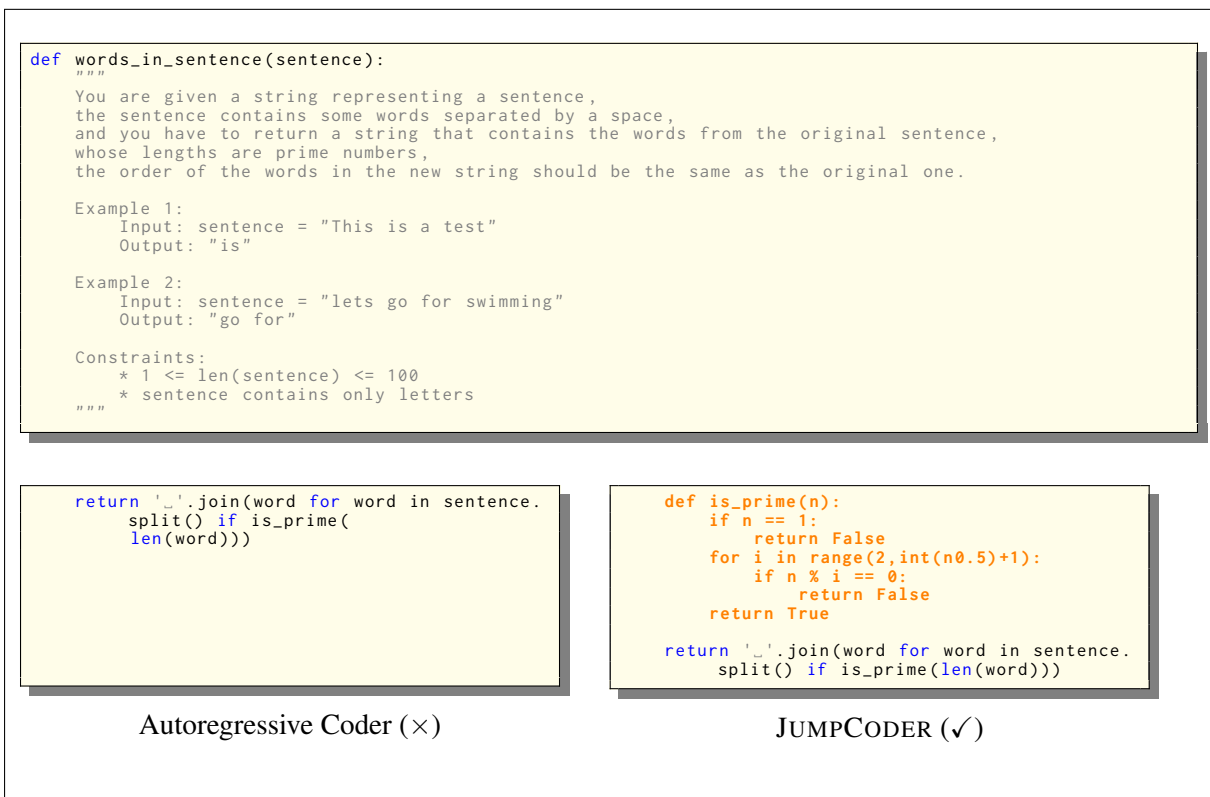 def words_in_sentence(sentence):
"""
You are given a string representing a sentence,
the sentence contains some words separated by a space,
and you have to return a string that contains the words from the original sentence,
whose lengths are prime numbers,
the order of the words in the new string should be the same as the original one.
Example 1:
Input: sentence = "This is a test"
Output: "is"
Example 2:
Input: sentence = "lets go for swimming"
Output: "go for"
Constraints:
* 1 <= len(sentence) <= 100
* sentence contains only letters
"""
return '␣'.join(word for word in sentence.
split() if is_prime(
len(word)))
Autoregressive Coder (×)
def is_prime(n):
if n == 1:
return False
for i in range(2,int(n0.5)+1):
if n % i == 0:
return False
return True
return '␣'.join(word for word in sentence.
split() if is_prime(len(word)))
JUMPCODER (✓)